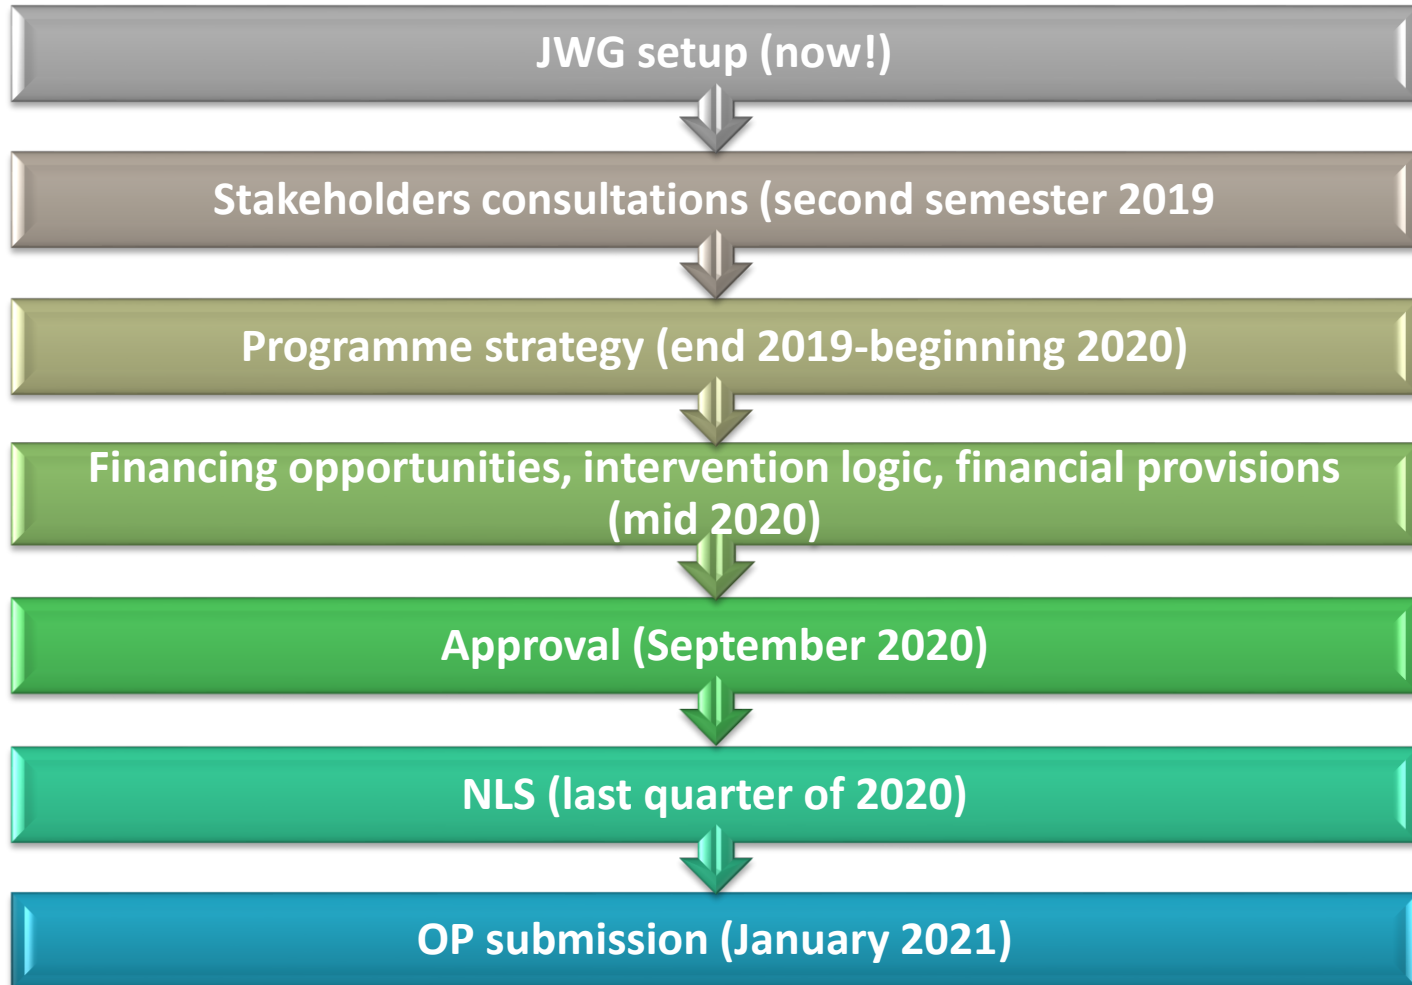 JWG setup (now!)
Stakeholders consultations (second semester 2019
Programme strategy (end 2019-beginning 2020)
Financing opportunities, intervention logic, financial provisions
(mid 2020)
Approval (September 2020)
NLS (last quarter of 2020)
OP submission (January 2021)